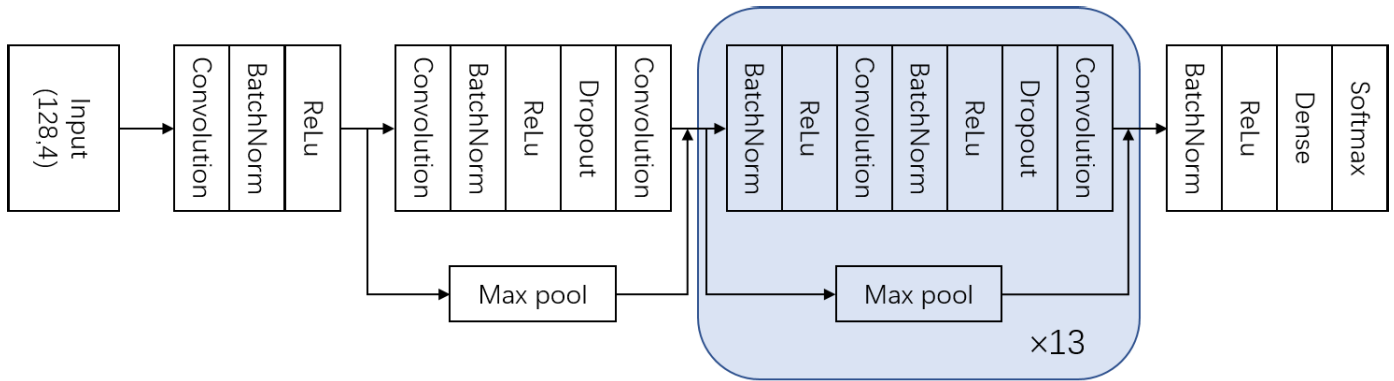 Input
(128,4)
Convolution
BatchNorm
ReLu
Convolution
BatchNorm
ReLu
Dropout
Convolution
Max pool
BatchNorm
ReLu
Convolution
BatchNorm
ReLu
Dropout
Convolution
Max pool
×13
BatchNorm
ReLu
Dense
Softmax